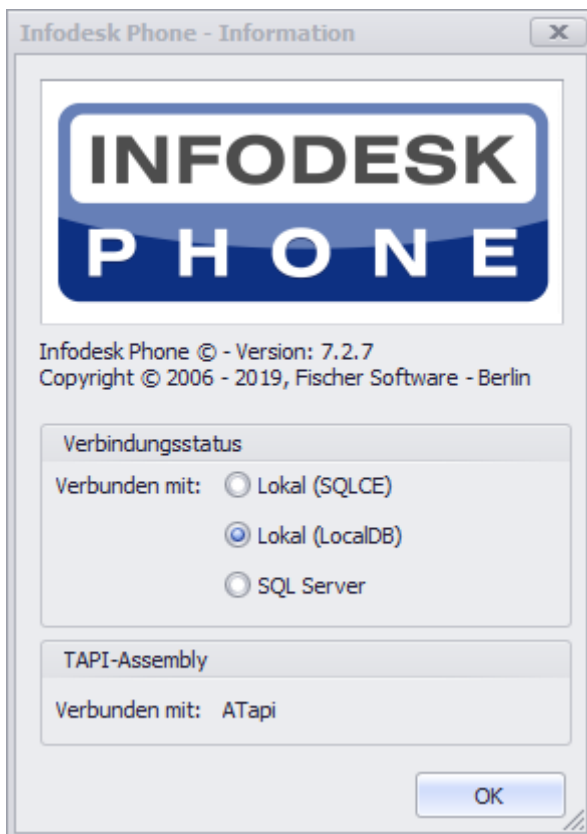 Infodesk Phone - Information
INFODESK
PHONE
Infodesk Phone © - Version: 7.2.7
Copyright © 2006 - 2019, Fischer Software - Berlin
Verbindungsstatus
Verbunden mit: Lokal (SQLCE)
Lokal (LocalDB)
SQL Server
TAPI-Assembly
Verbunden mit: ATapi
OK